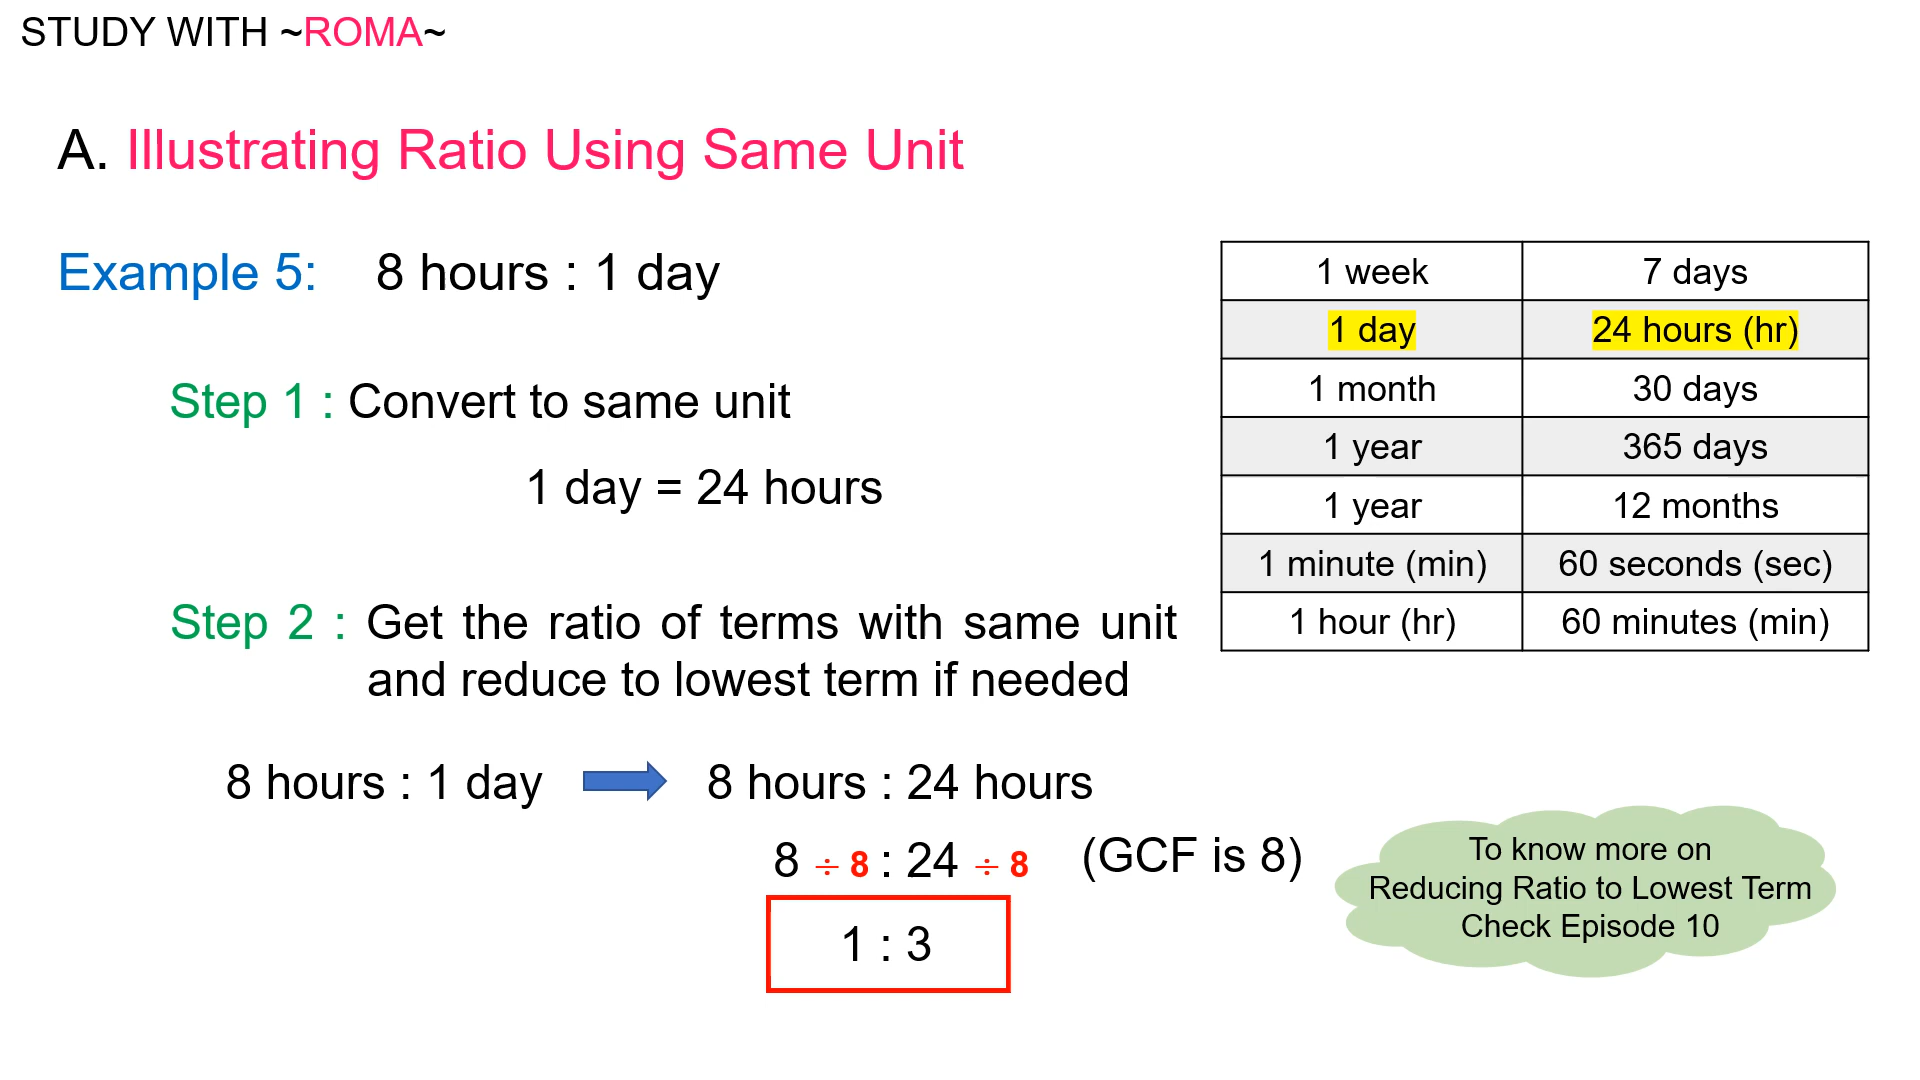 STUDY WITH ~ROMA~
A. Illustrating Ratio Using Same Unit
Example 5: 8 hours : 1 day
Step 1 : Convert to same unit
1 day = 24 hours
Step 2 : Get the ratio of terms with same unit
and reduce to lowest term if needed
8 hours : 1 day 8 hours : 24 hours
8 ÷ 8 : 24 ÷ 8 (GCF is 8)
1 : 3
1 week 7 days
1 day 24 hours (hr)
1 month 30 days
1 year 365 days
1 year 12 months
1 minute (min) 60 seconds (sec)
1 hour (hr) 60 minutes (min)
To know more on
Reducing Ratio to Lowest Term
Check Episode 10